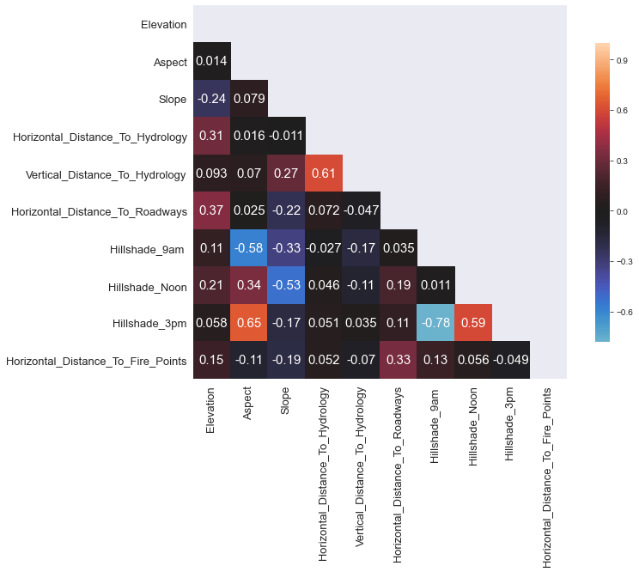 Elevation
Aspect 0.014
Slope -0.24 0.079
Horizontal_Distance_To_Hydrology 0.31 0.016 -0.011
Vertical_Distance_To_Hydrology 0.093 0.07 0.27 0.61
Horizontal_Distance_To_Roadways 0.37 0.025 -0.22 0.072 -0.047
Hillshade_9am 0.11 -0.58 -0.33 -0.027 -0.17 0.035
Hillshade_Noon 0.21 0.34 -0.53 0.046 -0.11 0.19 0.011
Hillshade_3pm 0.058 0.65 -0.17 0.051 0.035 0.11 -0.78 0.59
Horizontal_Distance_To_Fire_Points 0.15 -0.11 -0.19 0.052 -0.07 0.33 0.13 0.056 -0.049
Elevation
Aspect
Slope
Horizontal_Distance_To_Hydrology
Vertical_Distance_To_Hydrology
Horizontal_Distance_To_Roadways
Hillshade_9am
Hillshade_Noon
Hillshade_3pm
Horizontal_Distance_To_Fire_Points
0.9
0.6
0.3
0.0
-0.3
-0.6